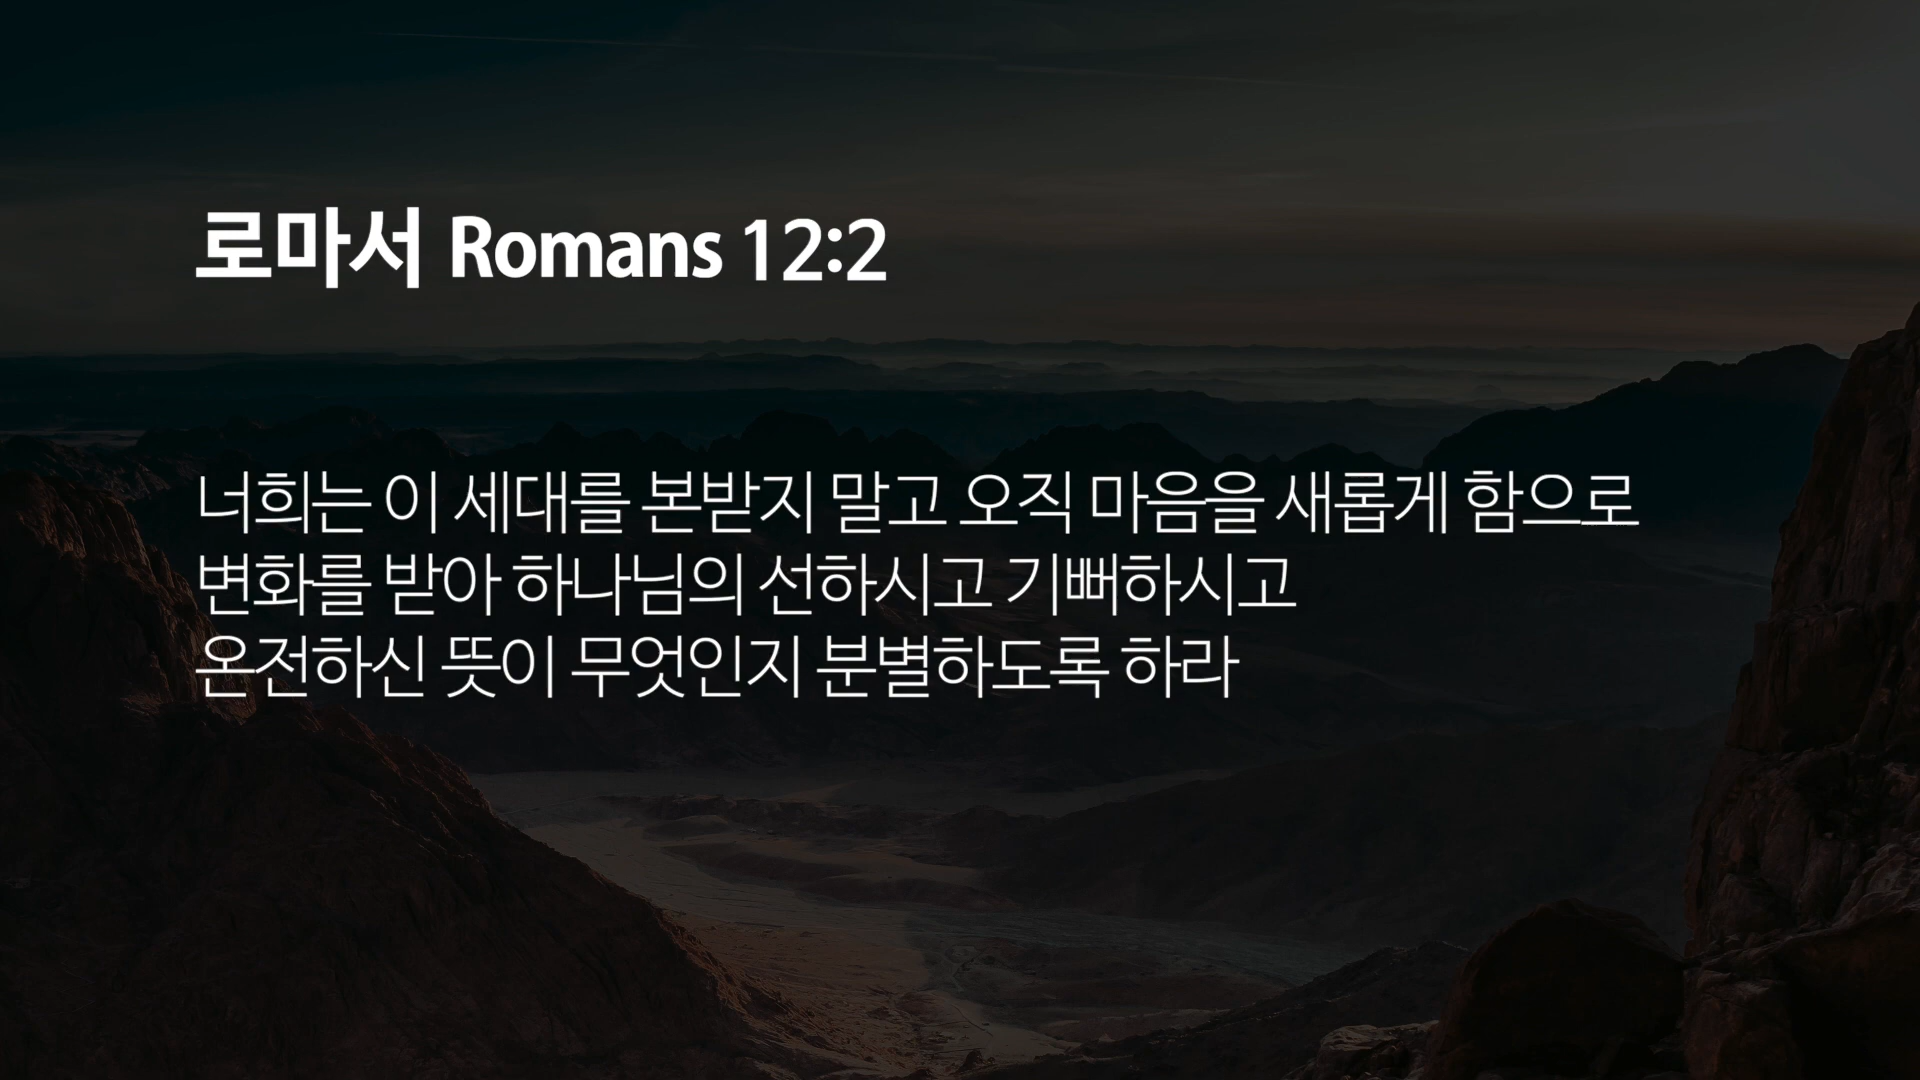 로마서 Romans 12:2
너희는 이 세대를 본받지 말고 오직 마음을 새롭게 함으로
변화를 받아 하나님의 선하시고 기뻐하시고
온전하신 뜻이 무엇인지 분별하도록 하라